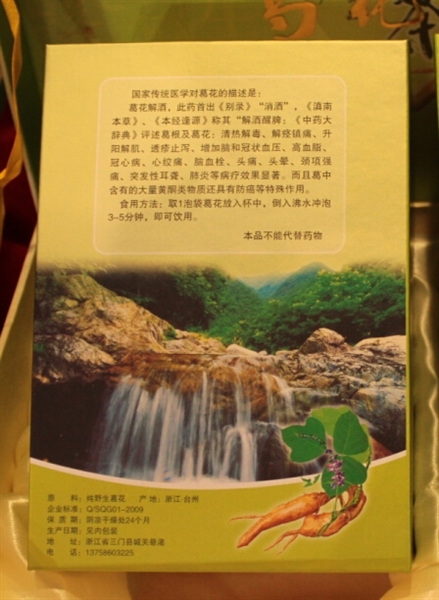 国家传统医学对葛花的描述是：
葛花解酒，此药首出《别录》“消酒”，《滇南
本草》、《本经逢源》称其“解酒醒脾；《中药大
辞典》评述葛根及葛花：清热解毒、解痉镇痛、升
阳解肌、透疹止泻、增加脑和冠状血压、高血脂、
冠心病、心绞痛、脑血栓、头痛、头晕、颈项强
痛、突发性耳聋、肺炎等病疗效果显著。而且葛中
含有的大量黄酮类物质还具有防癌等特殊作用。
食用方法：取1泡袋葛花放入杯中，倒入沸水冲泡
3-5分钟，即可饮用。
本品不能代替药物
原 料：纯野生葛花 产 地：浙江·台州
企业标准：Q/SQG01-2009
保 质 期：阴凉干燥处24个月
生产日期：见内包装
地 址：浙江省三门县城关悬渚
电 话：13758603225